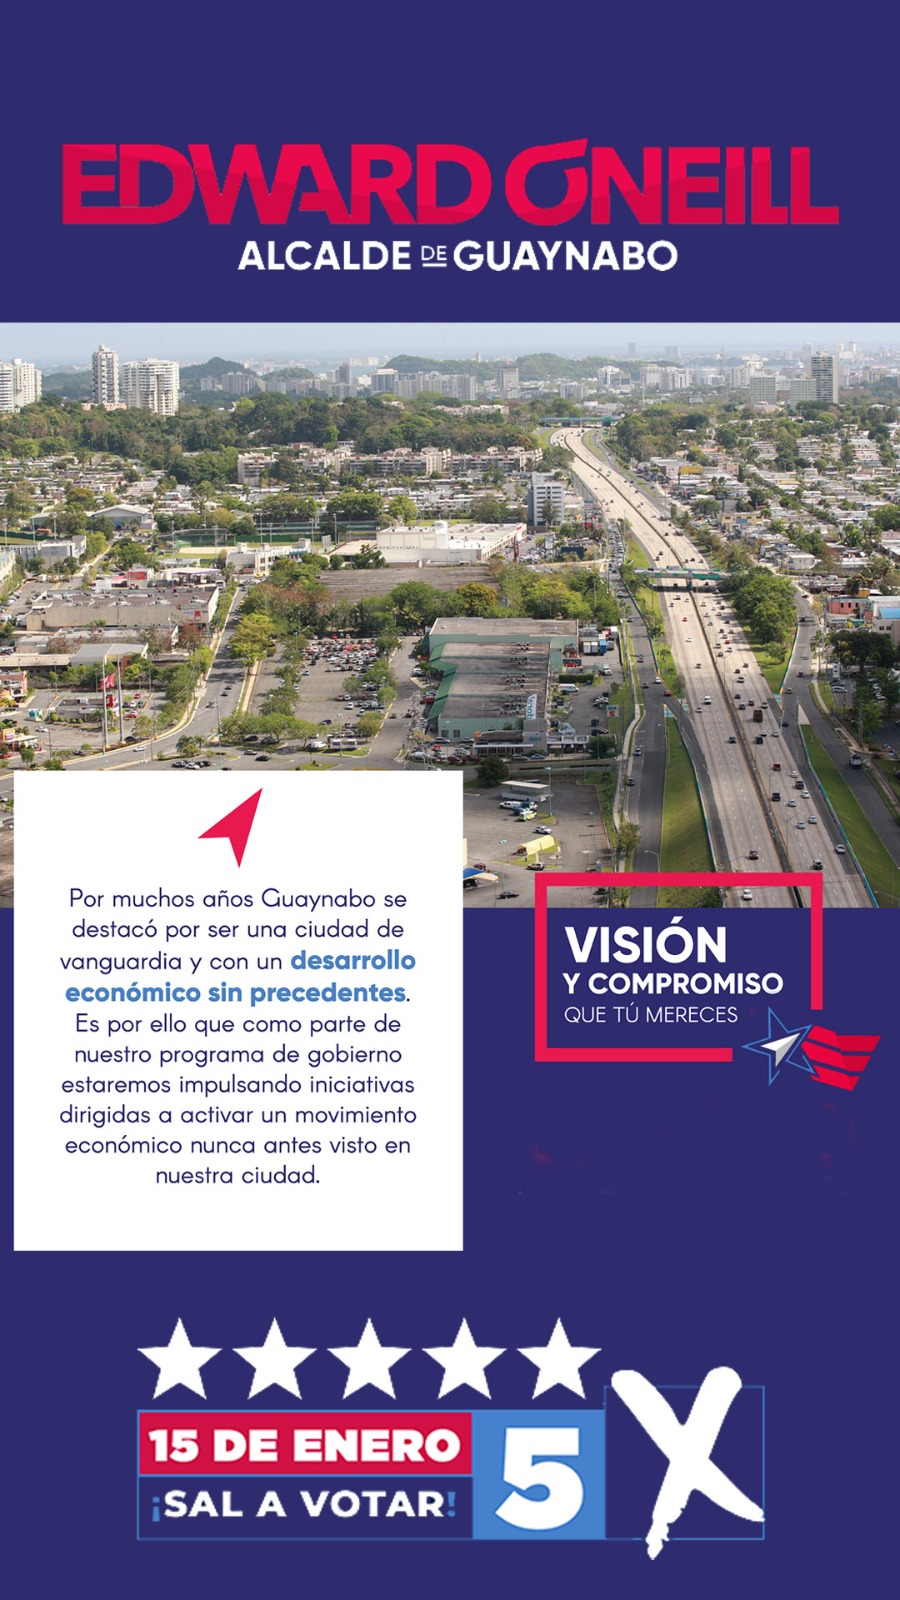 EDWARD ONEILL
ALCALDE DE GUAYNABO
Por muchos años Guaynabo se
destacó por ser una ciudad de
vanguardia y con un desarrollo
económico sin precedentes.
Es por ello que como parte de
nuestro programa de gobierno
estaremos impulsando iniciativas
dirigidas a activar un movimiento
económico nunca antes visto en
nuestra ciudad.
VISIÓN
Y COMPROMISO
QUE TÚ MERECES
15 DE ENERO
¡SAL A VOTAR!
5
X